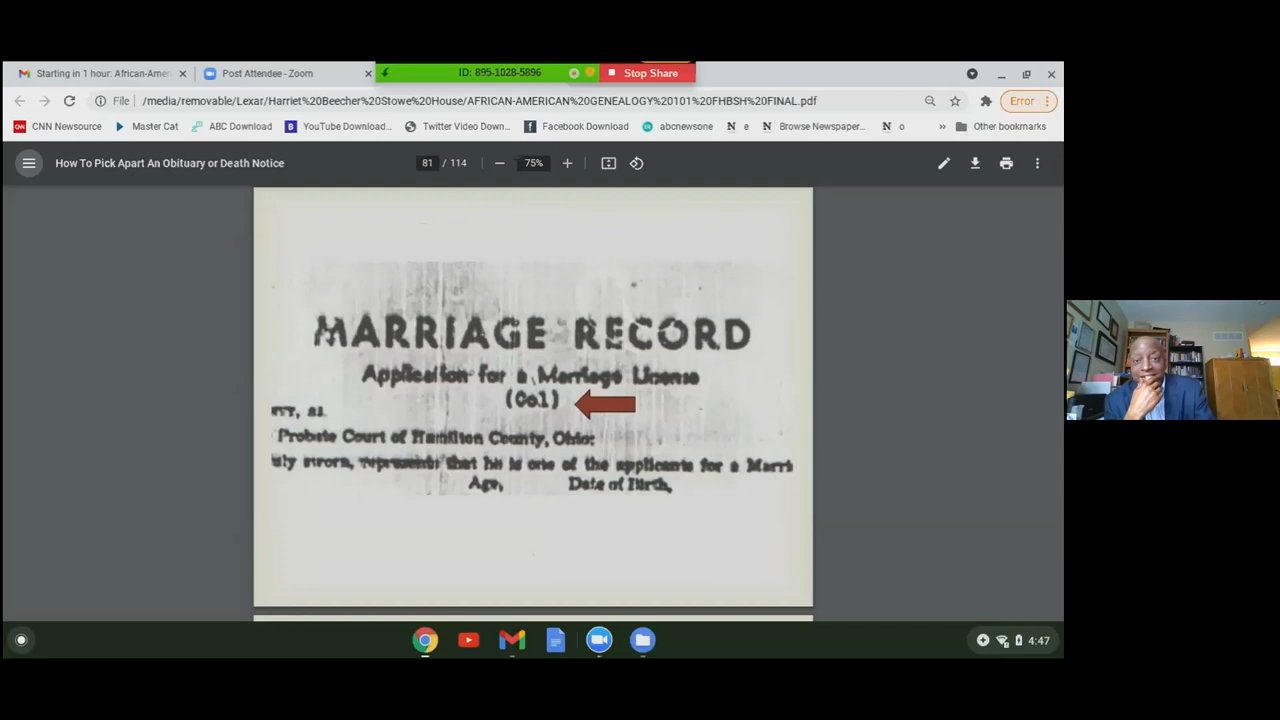 Starting in 1 hour: African-Amer
Post Attendee - Zoom
ID: 895-1028-5896
Stop Share
File
/media/removable/Lexar/Harriet%20Beecher%20Stowe%20House/AFRICAN-AMERICAN%20GENEALOGY%20101%20FHBSH%20FINAL.pdf
Error
CNN Newsource
Master Cat
ABC Download
YouTube Download...
Twitter Video Down...
Facebook Download
abcnewsone
N e
Browse Newspaper...
N o
»
Other bookmarks
How To Pick Apart An Obituary or Death Notice
81 / 114
75%
MARRIAGE RECORD
Application for a Marriage License
(Col)
Probate Court of Hamilton County, Ohio:
sworn, represents that he is one of the applicants for a Marri
Age, Date of Birth,
4:47